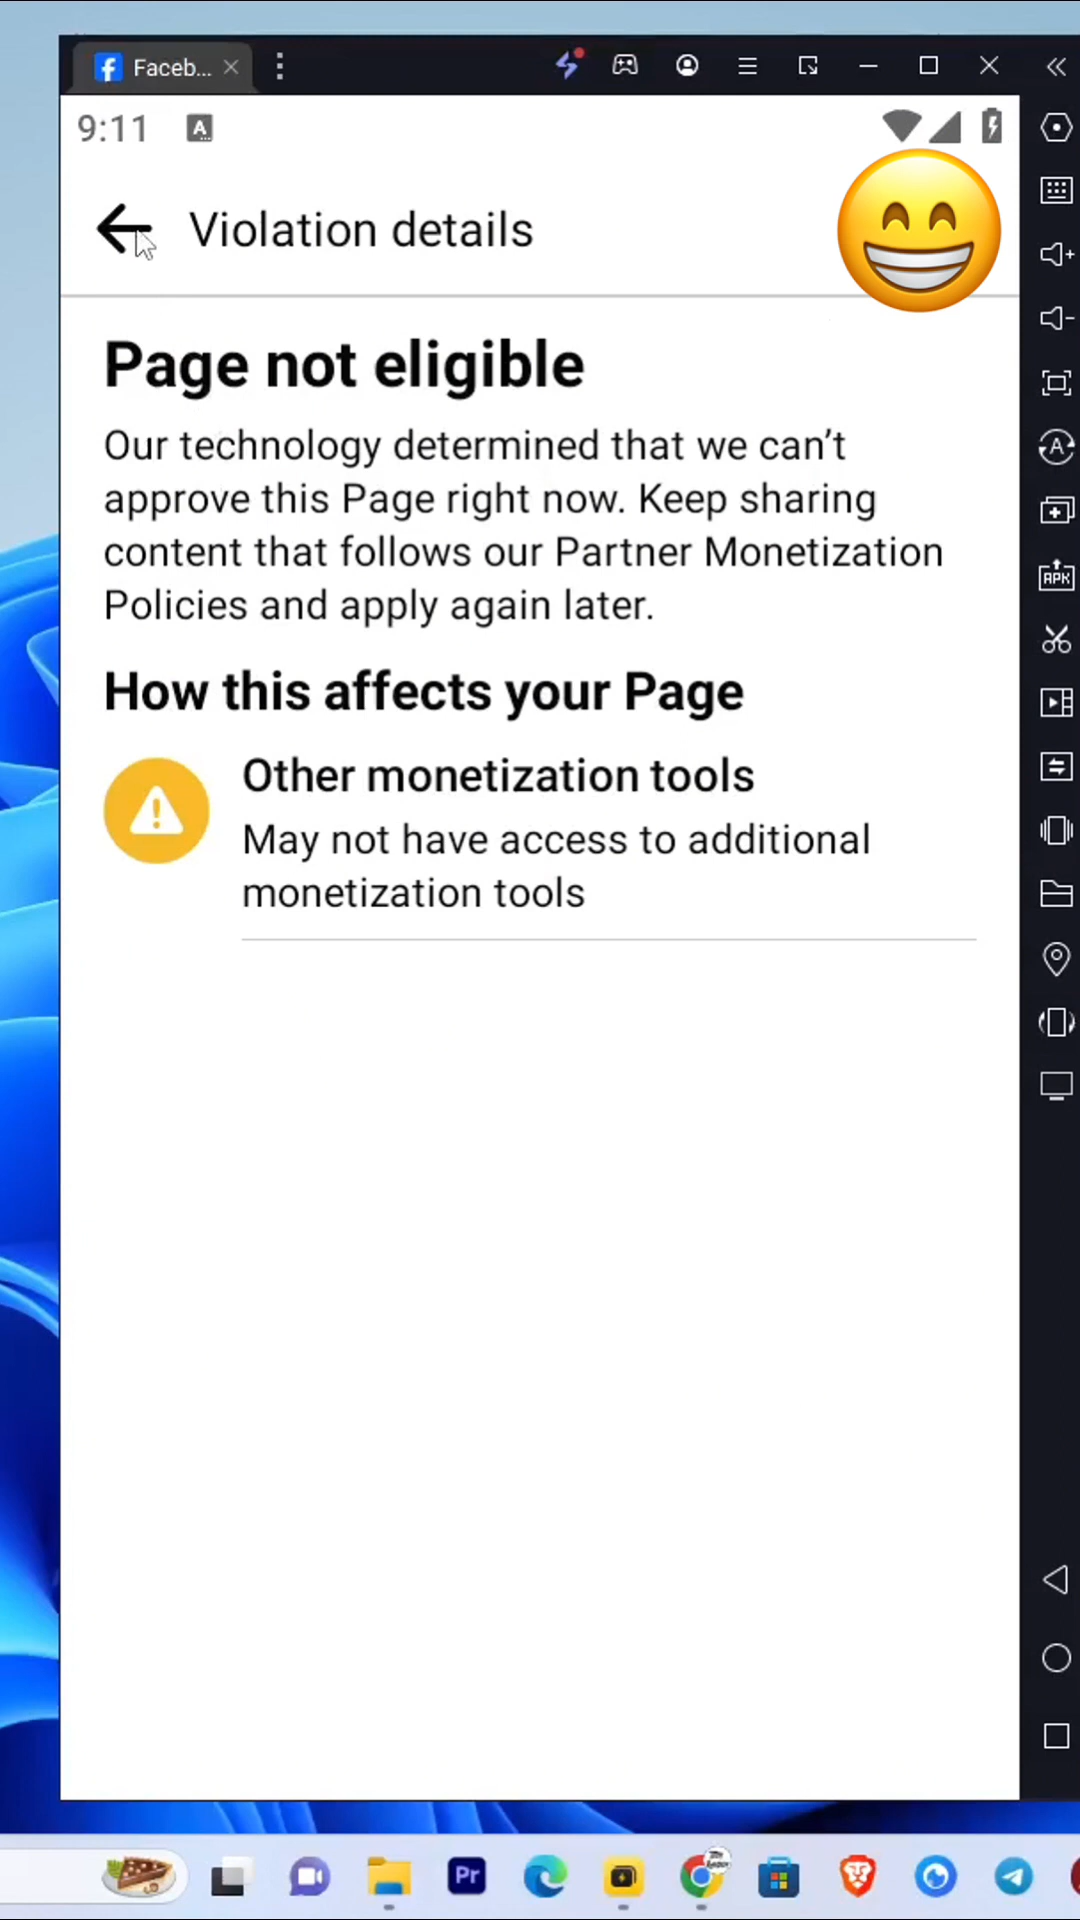 Faceb...
9:11
A
Violation details
Page not eligible
Our technology determined that we can’t
approve this Page right now. Keep sharing
content that follows our Partner Monetization
Policies and apply again later.
How this affects your Page
Other monetization tools
May not have access to additional
monetization tools
A
APK
Pr